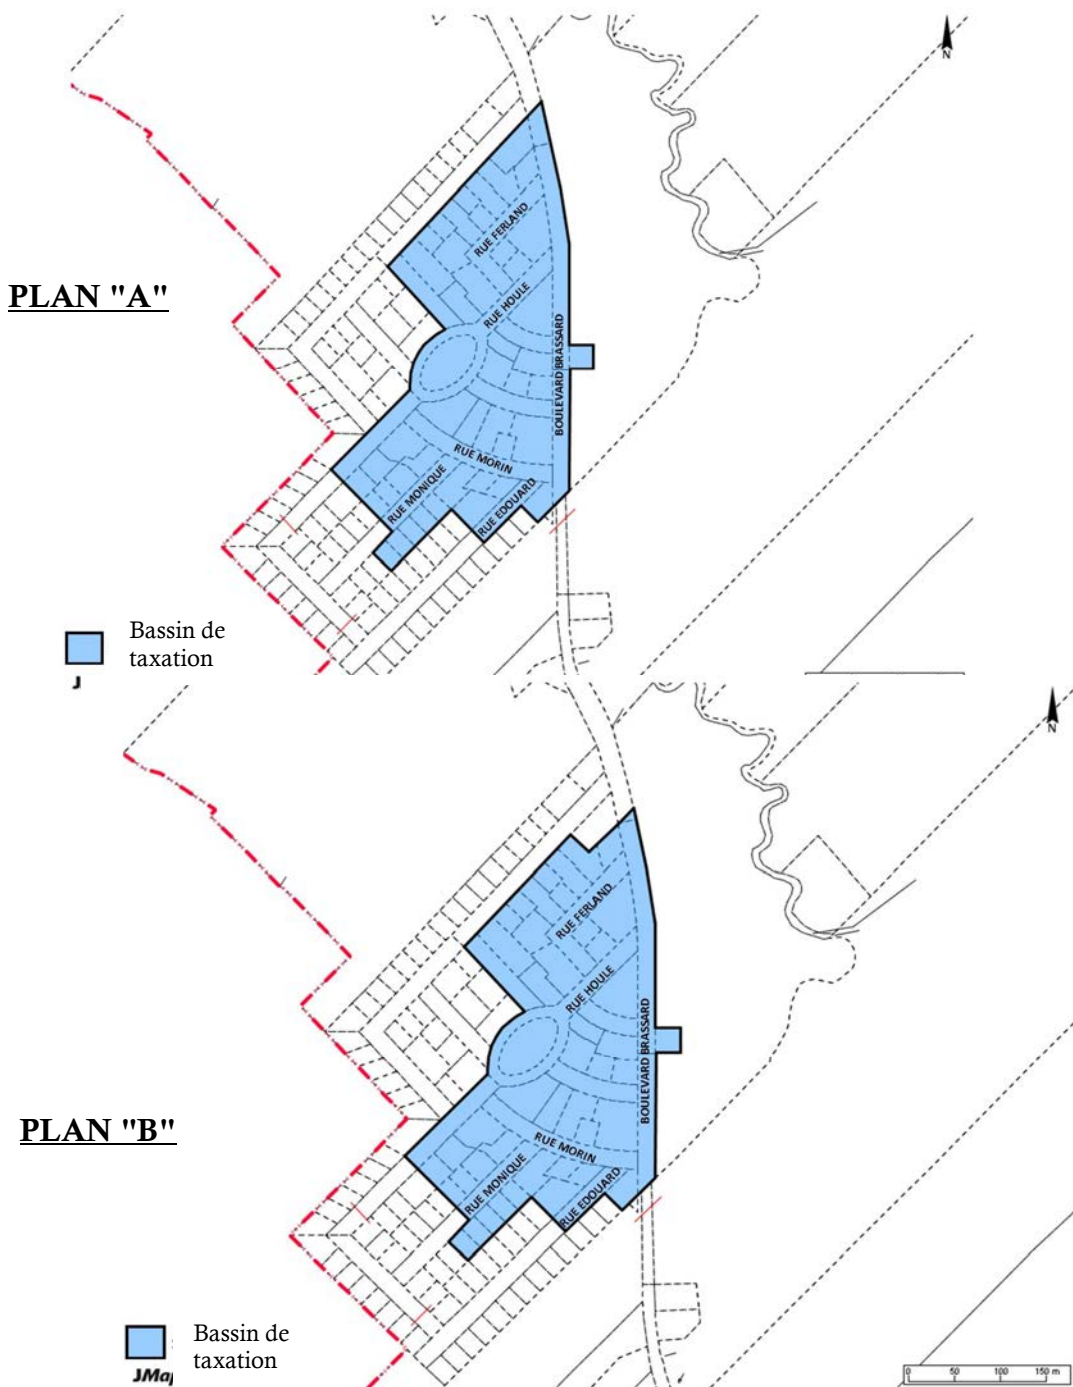 N
RUE FERLAND
PLAN "A"
RUE HOULE
BOULEVARD BRASSARD
RUE MORIN
RUE MONIQUE
RUE EDOUARD
Bassin de
taxation
J
N
RUE FERLAND
RUE HOULE
BOULEVARD BRASSARD
PLAN "B"
RUE MORIN
RUE MONIQUE
RUE EDOUARD
Bassin de
taxation
JMap
0 50 100 150 m